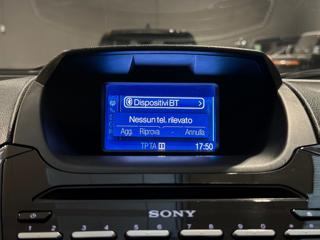 Dispositivi BT
Nessun tel. rilevato
Agg. Riprova - Annulla
TP TA 17:50
SONY
1 2 3 4 5 6 7 8 9 0